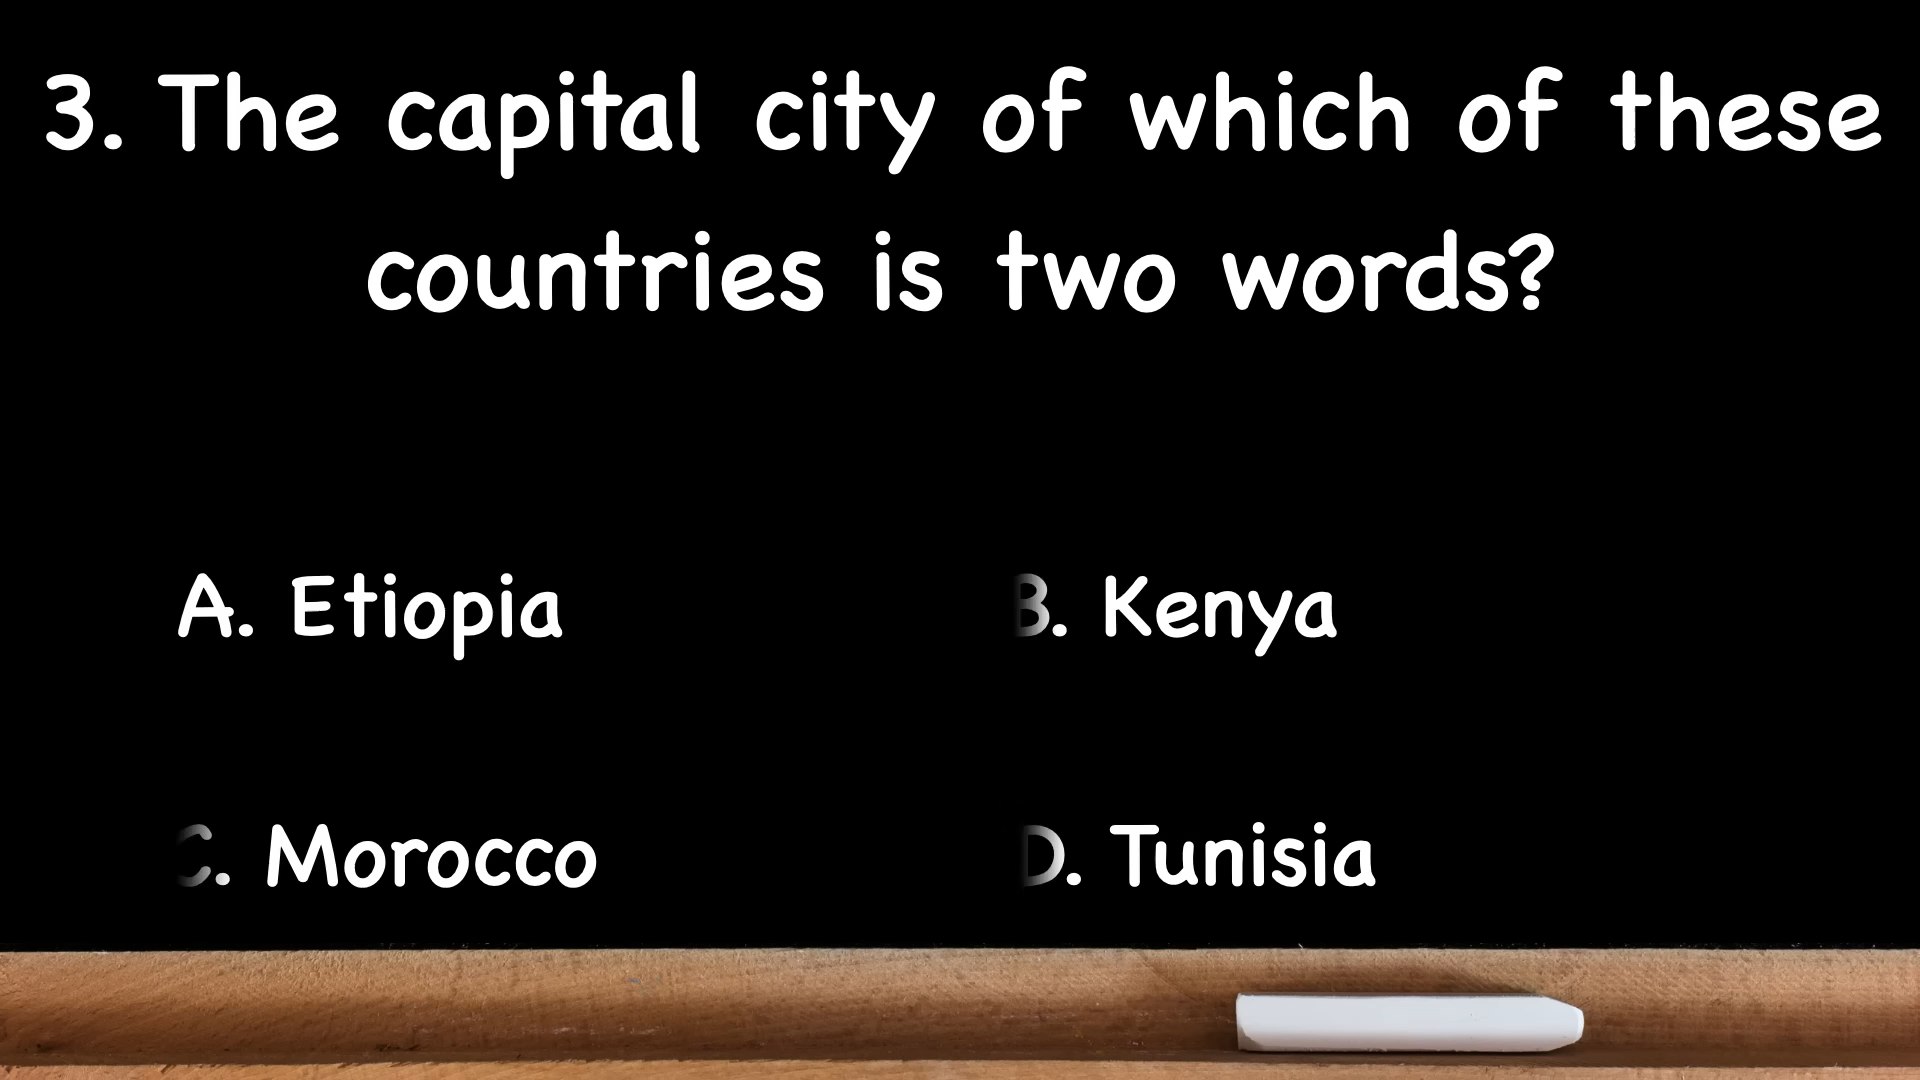 3. The capital city of which of these
countries is two words?
A. Etiopia
B. Kenya
C. Morocco
D. Tunisia